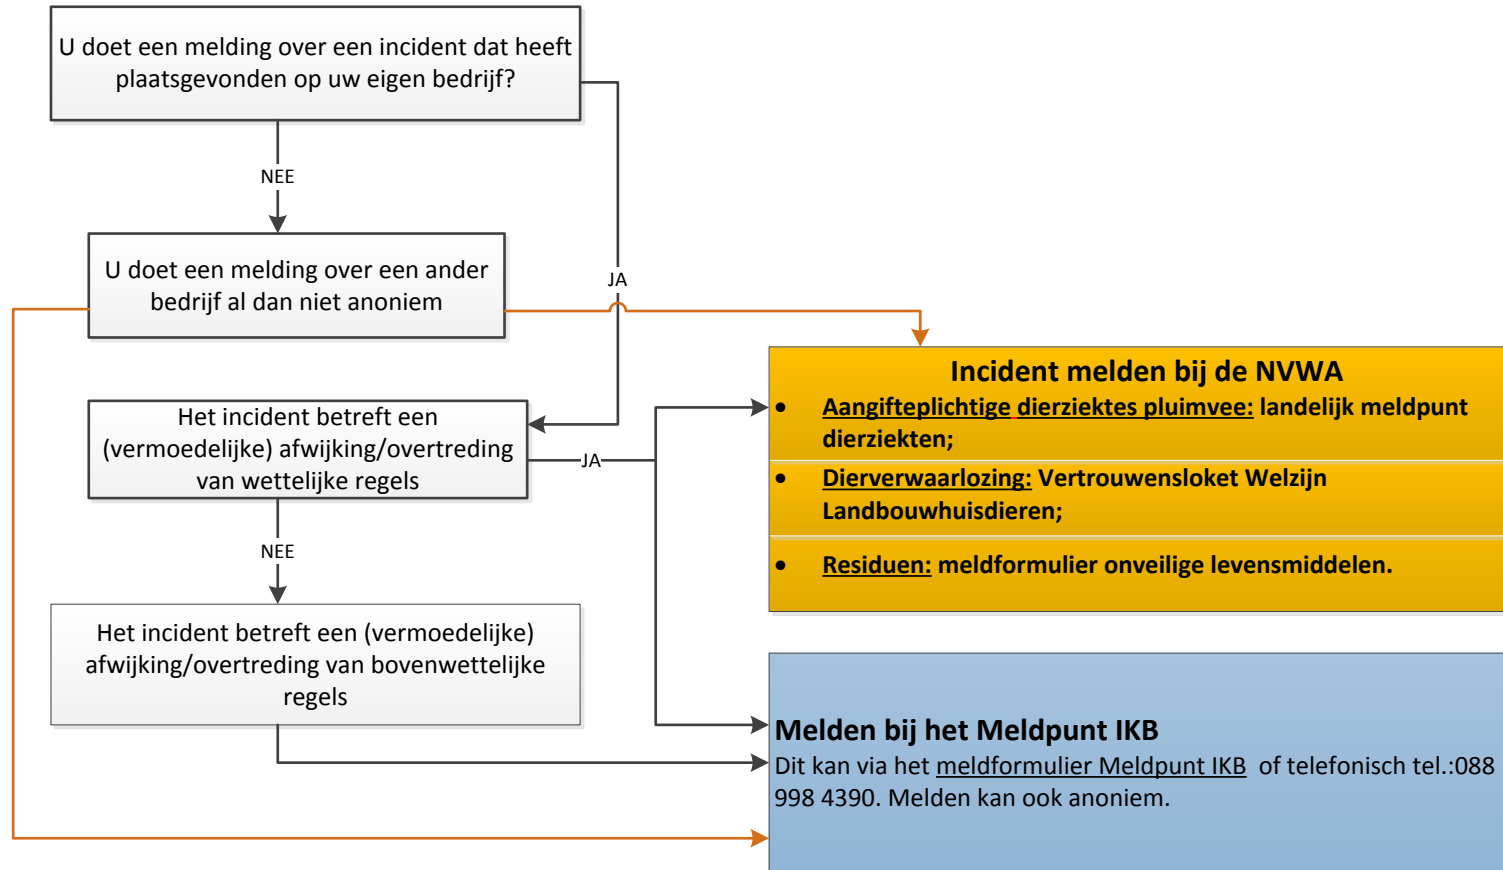 U doet een melding over een incident dat heeft
plaatsgevonden op uw eigen bedrijf?
NEE
U doet een melding over een ander
bedrijf al dan niet anoniem
JA
Het incident betreft een
(vermoedelijke) afwijking/overtreding
van wettelijke regels
JA
NEE
Het incident betreft een (vermoedelijke)
afwijking/overtreding van bovenwettelijke
regels
Incident melden bij de NVWA
• Aangifteplichtige dierziektes pluimvee: landelijk meldpunt
dierziekten;
• Dierverwaarlozing: Vertrouwensloket Welzijn
Landbouwhuisdieren;
• Residuen: meldformulier onveilige levensmiddelen.
Melden bij het Meldpunt IKB
Dit kan via het meldformulier Meldpunt IKB of telefonisch tel.:088
998 4390. Melden kan ook anoniem.